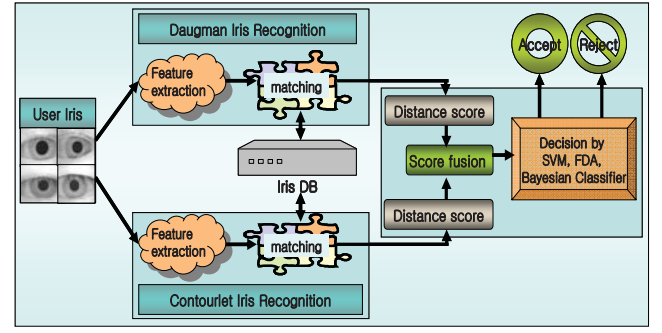 Daugman Iris Recognition
Accept
Reject
Feature
extraction
matching
User Iris
Distance score
Iris DB
Score fusion
Decision by
SVM, FDA,
Bayesian Classifier
Distance score
Feature
extraction
matching
Contourlet Iris Recognition